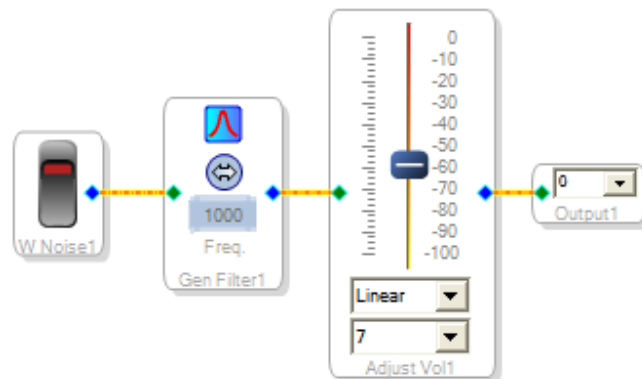 W Noise1
1000
Freq.
Gen Filter1
0
-10
-20
-30
-40
-50
-60
-70
-80
-90
-100
Linear
7
Adjust Vol1
0
Output1